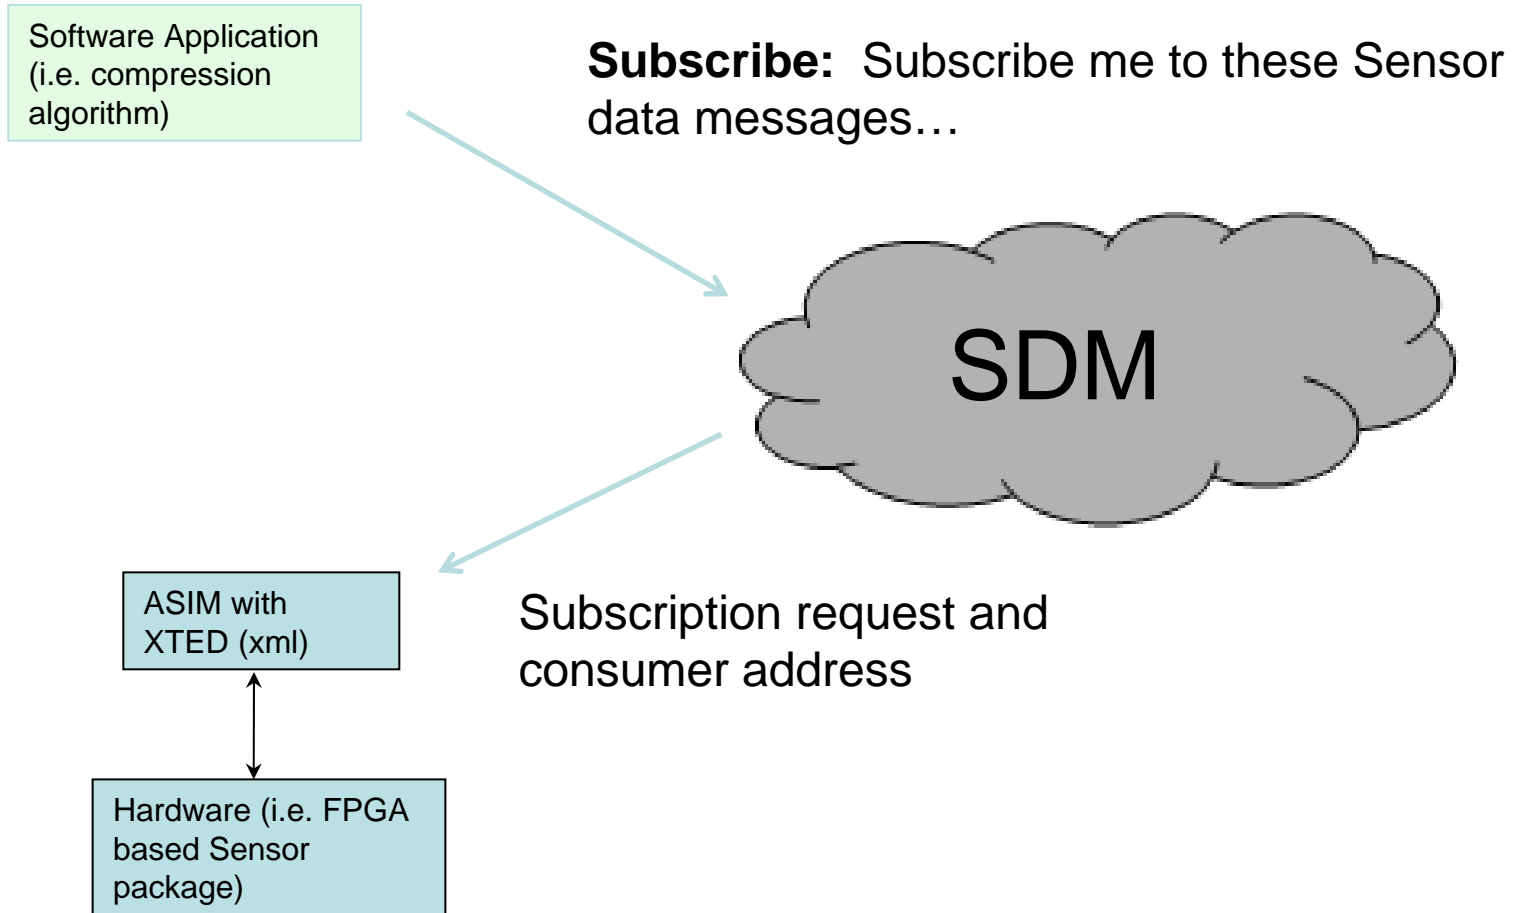 Software Application
(i.e. compression
algorithm)
Subscribe: Subscribe me to these Sensor
data messages…
SDM
ASIM with
XTED (xml)
Subscription request and
consumer address
Hardware (i.e. FPGA
based Sensor
package)